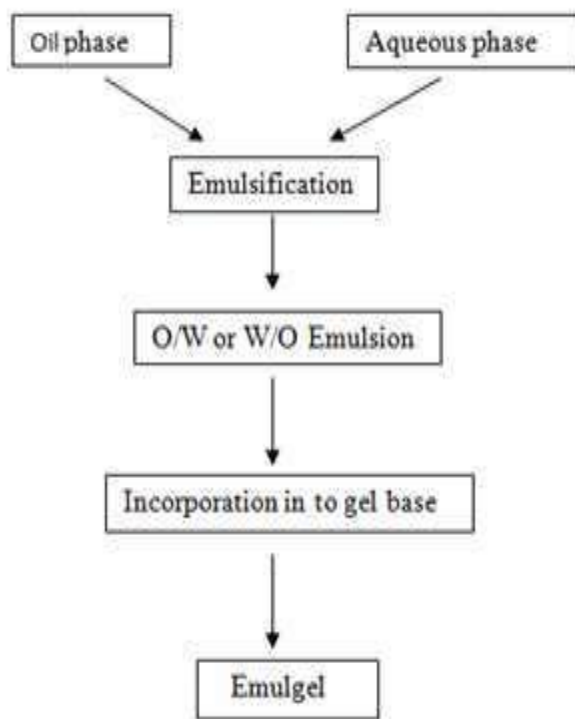 Oil phase
Aqueous phase
Emulsification
O/W or W/O Emulsion
Incorporation in to gel base
Emulgel